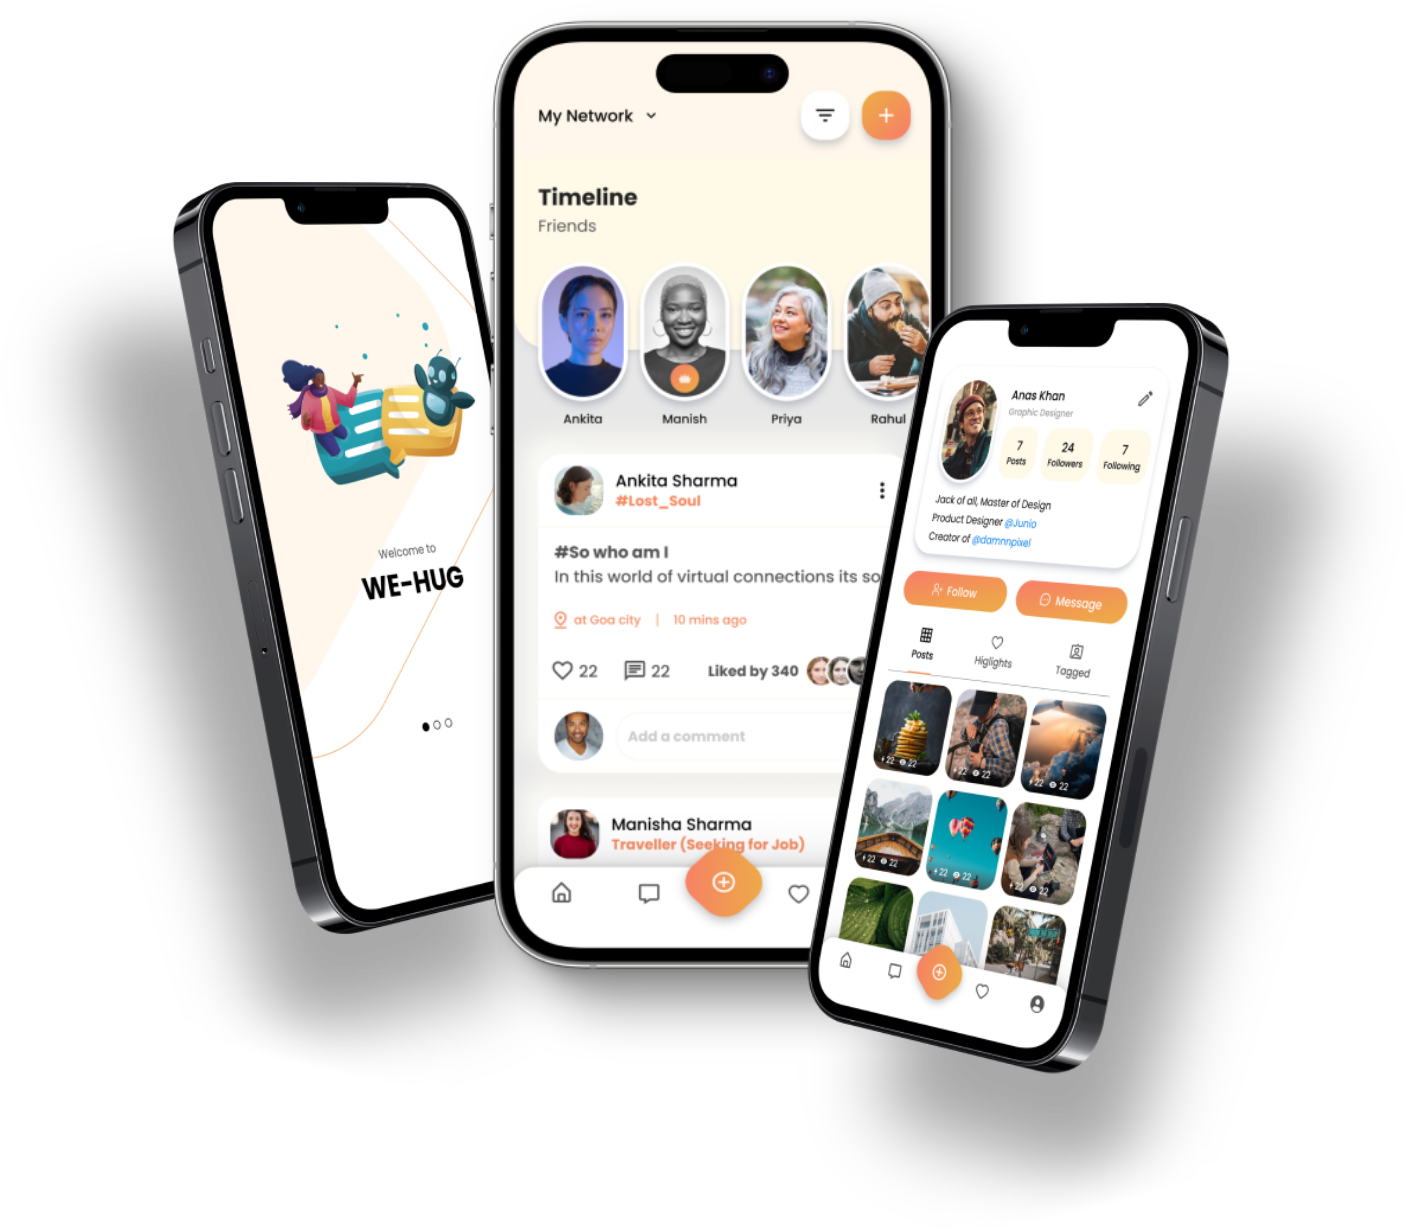 Welcome to
WE-HUG
My Network
Timeline
Friends
Ankita
Manish
Priya
Rahul
Ankita Sharma
#Lost_Soul
#So who am I
In this world of virtual connections its so
at Goa city | 10 mins ago
22
22
Liked by 340
Add a comment
Manisha Sharma
Traveller (Seeking for Job)
Anas Khan
Graphic Designer
7
Posts
24
Followers
7
Following
Jack of all, Master of Design
Product Designer @Junio
Creator of @damnnpixel
Follow
Message
Posts
Higlights
Tagged
22 22
22 22
22 22
22 22
22 22
22 22